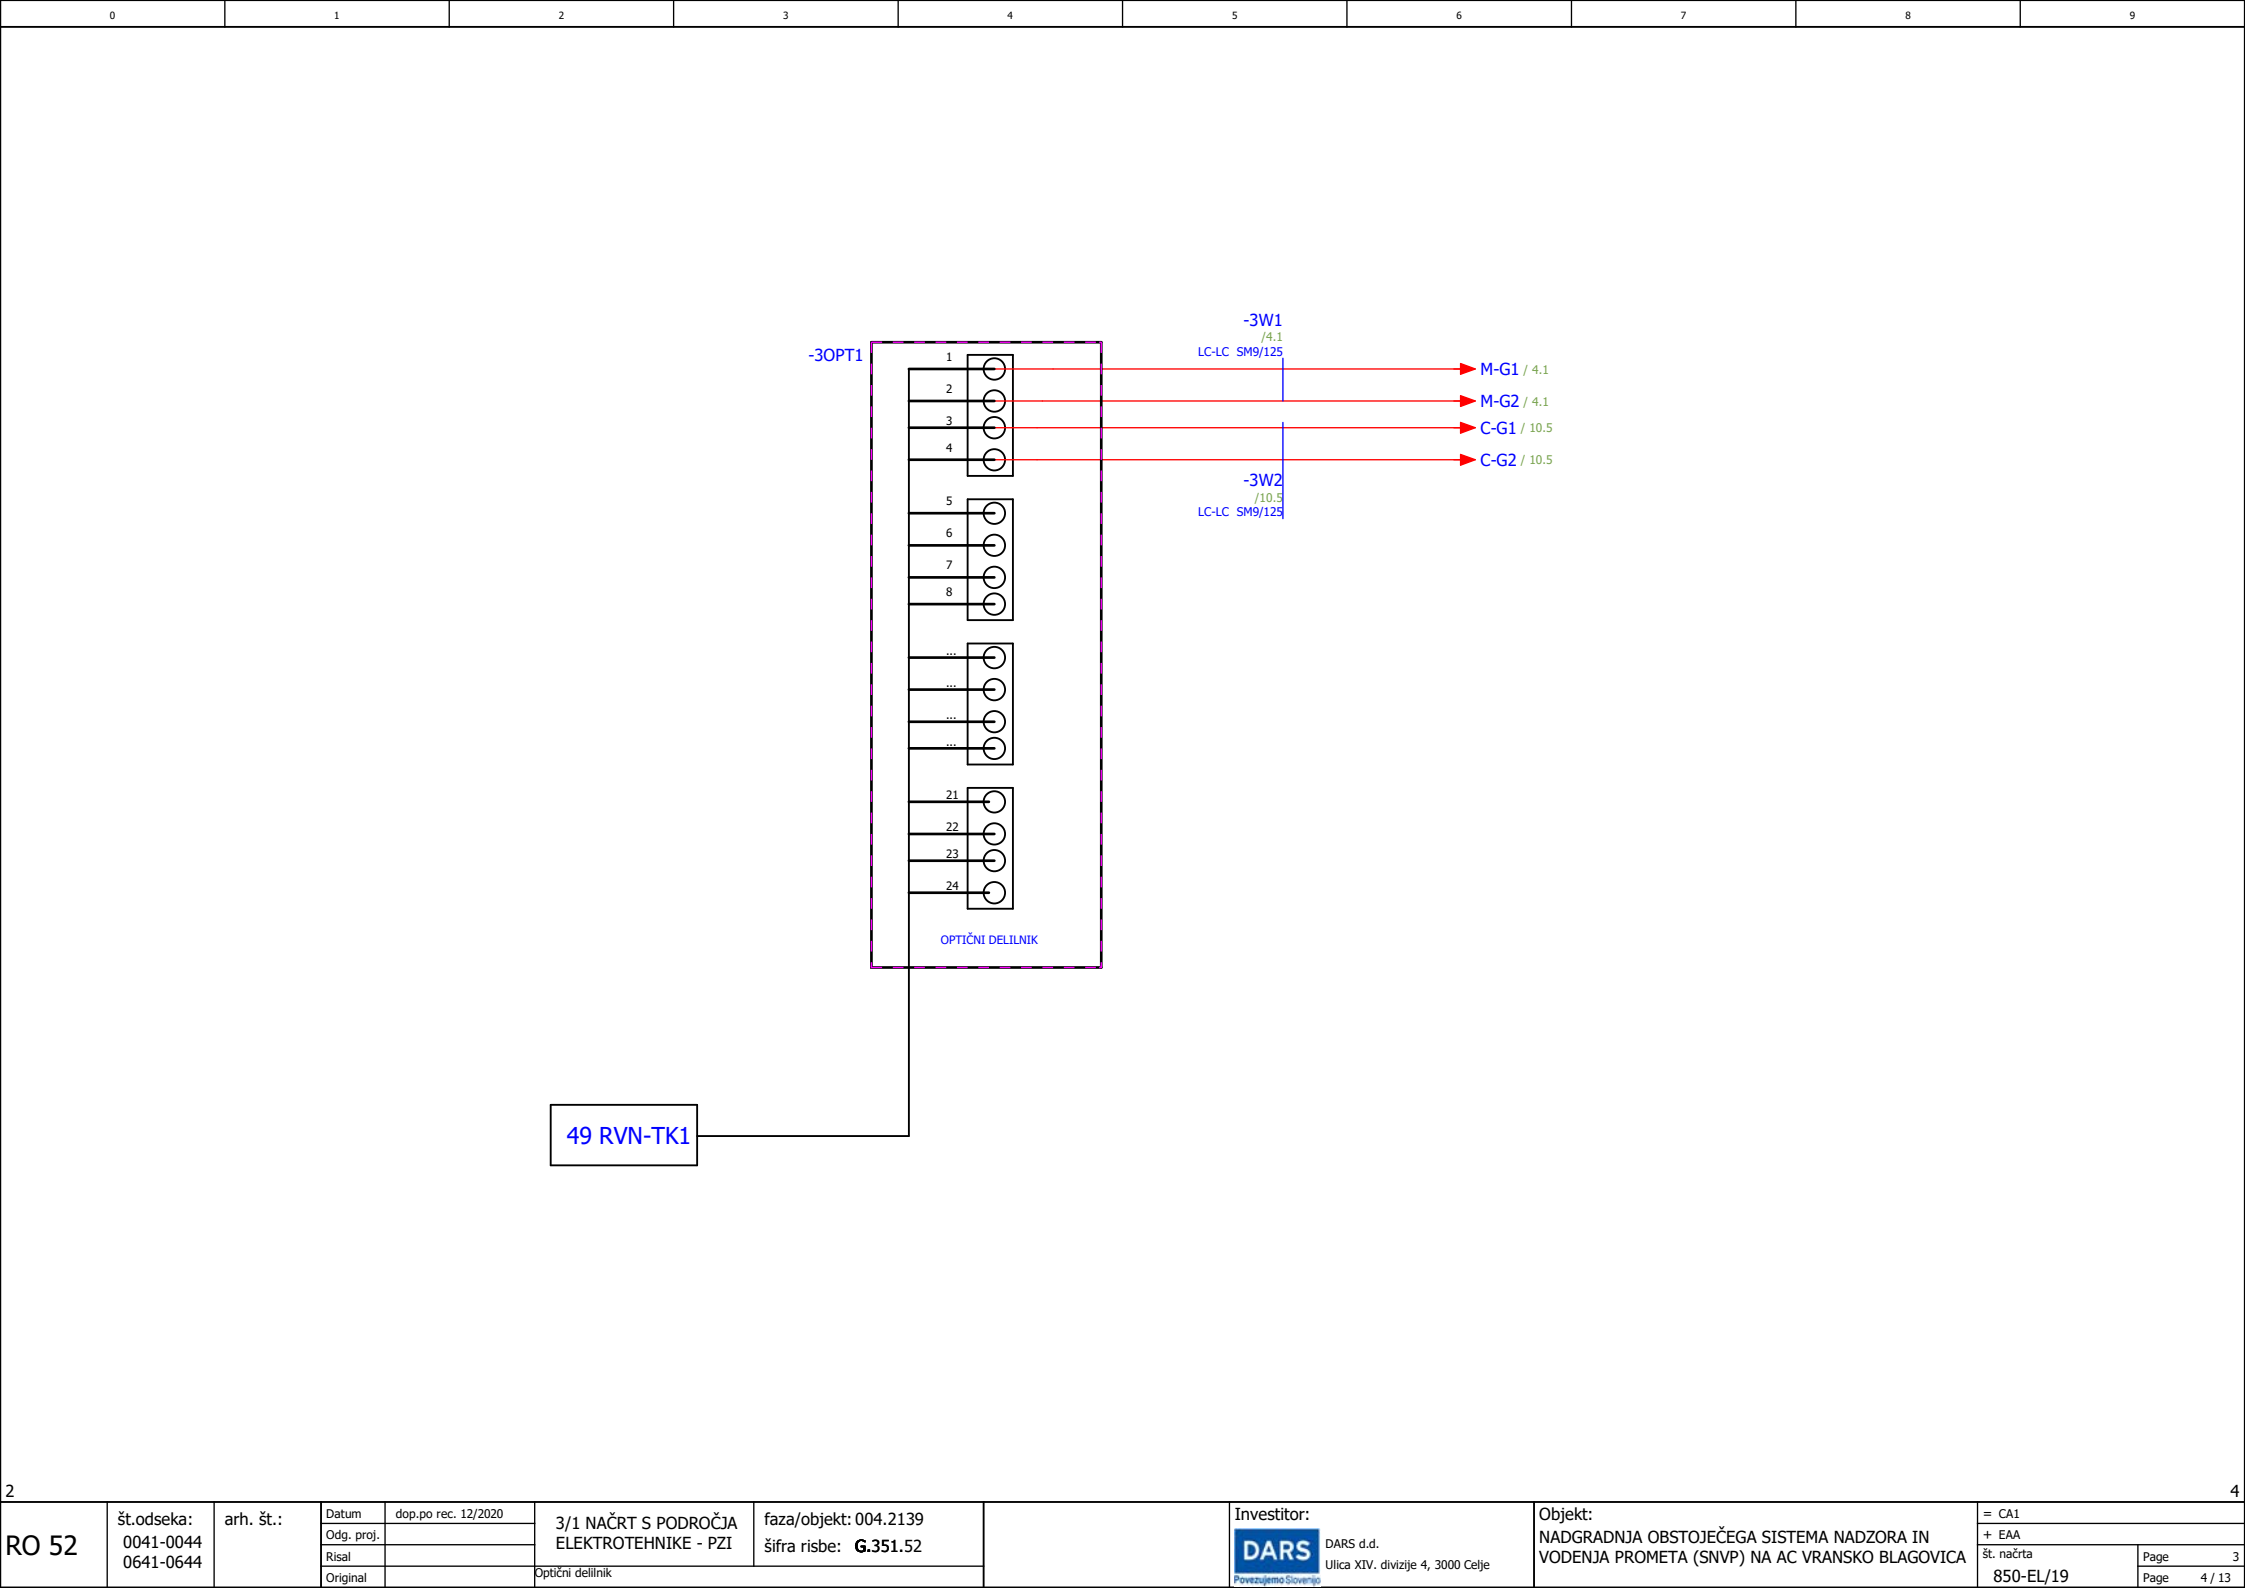 0 1 2 3 4 5 6 7 8 9
-3W1
/4.1
LC-LC SM9/125
-3OPT1
1
M-G1 / 4.1
2
M-G2 / 4.1
3
C-G1 / 10.5
4
C-G2 / 10.5
-3W2
/10.5
LC-LC SM9/125
5
6
7
8
...
...
...
...
21
22
23
24
OPTIČNI DELILNIK
49 RVN-TK1
2
4
RO 52
št.odseka:
0041-0044
0641-0644
arh. št.:
Datum dop.po rec. 12/2020
Odg. proj.
Risal
Original
3/1 NAČRT S PODROČJA
ELEKTROTEHNIKE - PZI
Optični delilnik
faza/objekt: 004.2139
šifra risbe: G.351.52
Investitor:
DARS
Povezujemo Slovenijo
DARS d.d.
Ulica XIV. divizije 4, 3000 Celje
Objekt:
NADGRADNJA OBSTOJEČEGA SISTEMA NADZORA IN
VODENJA PROMETA (SNVP) NA AC VRANSKO BLAGOVICA
= CA1
+ EAA
št. načrta
850-EL/19
Page 3
Page 4 / 13